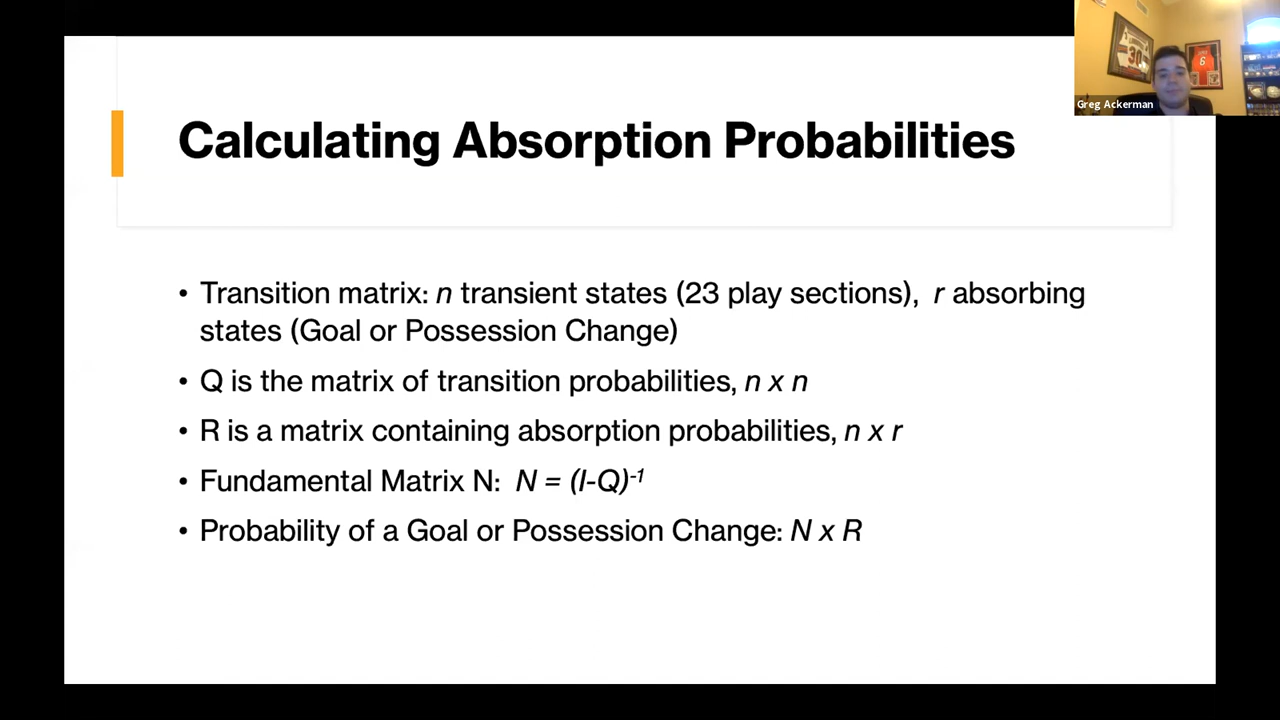 Greg Ackerman
Calculating Absorption Probabilities
• Transition matrix: n transient states (23 play sections), r absorbing
states (Goal or Possession Change)
• Q is the matrix of transition probabilities, n x n
• R is a matrix containing absorption probabilities, n x r
• Fundamental Matrix N: N = (I-Q)⁻¹
• Probability of a Goal or Possession Change: N x R
30
6